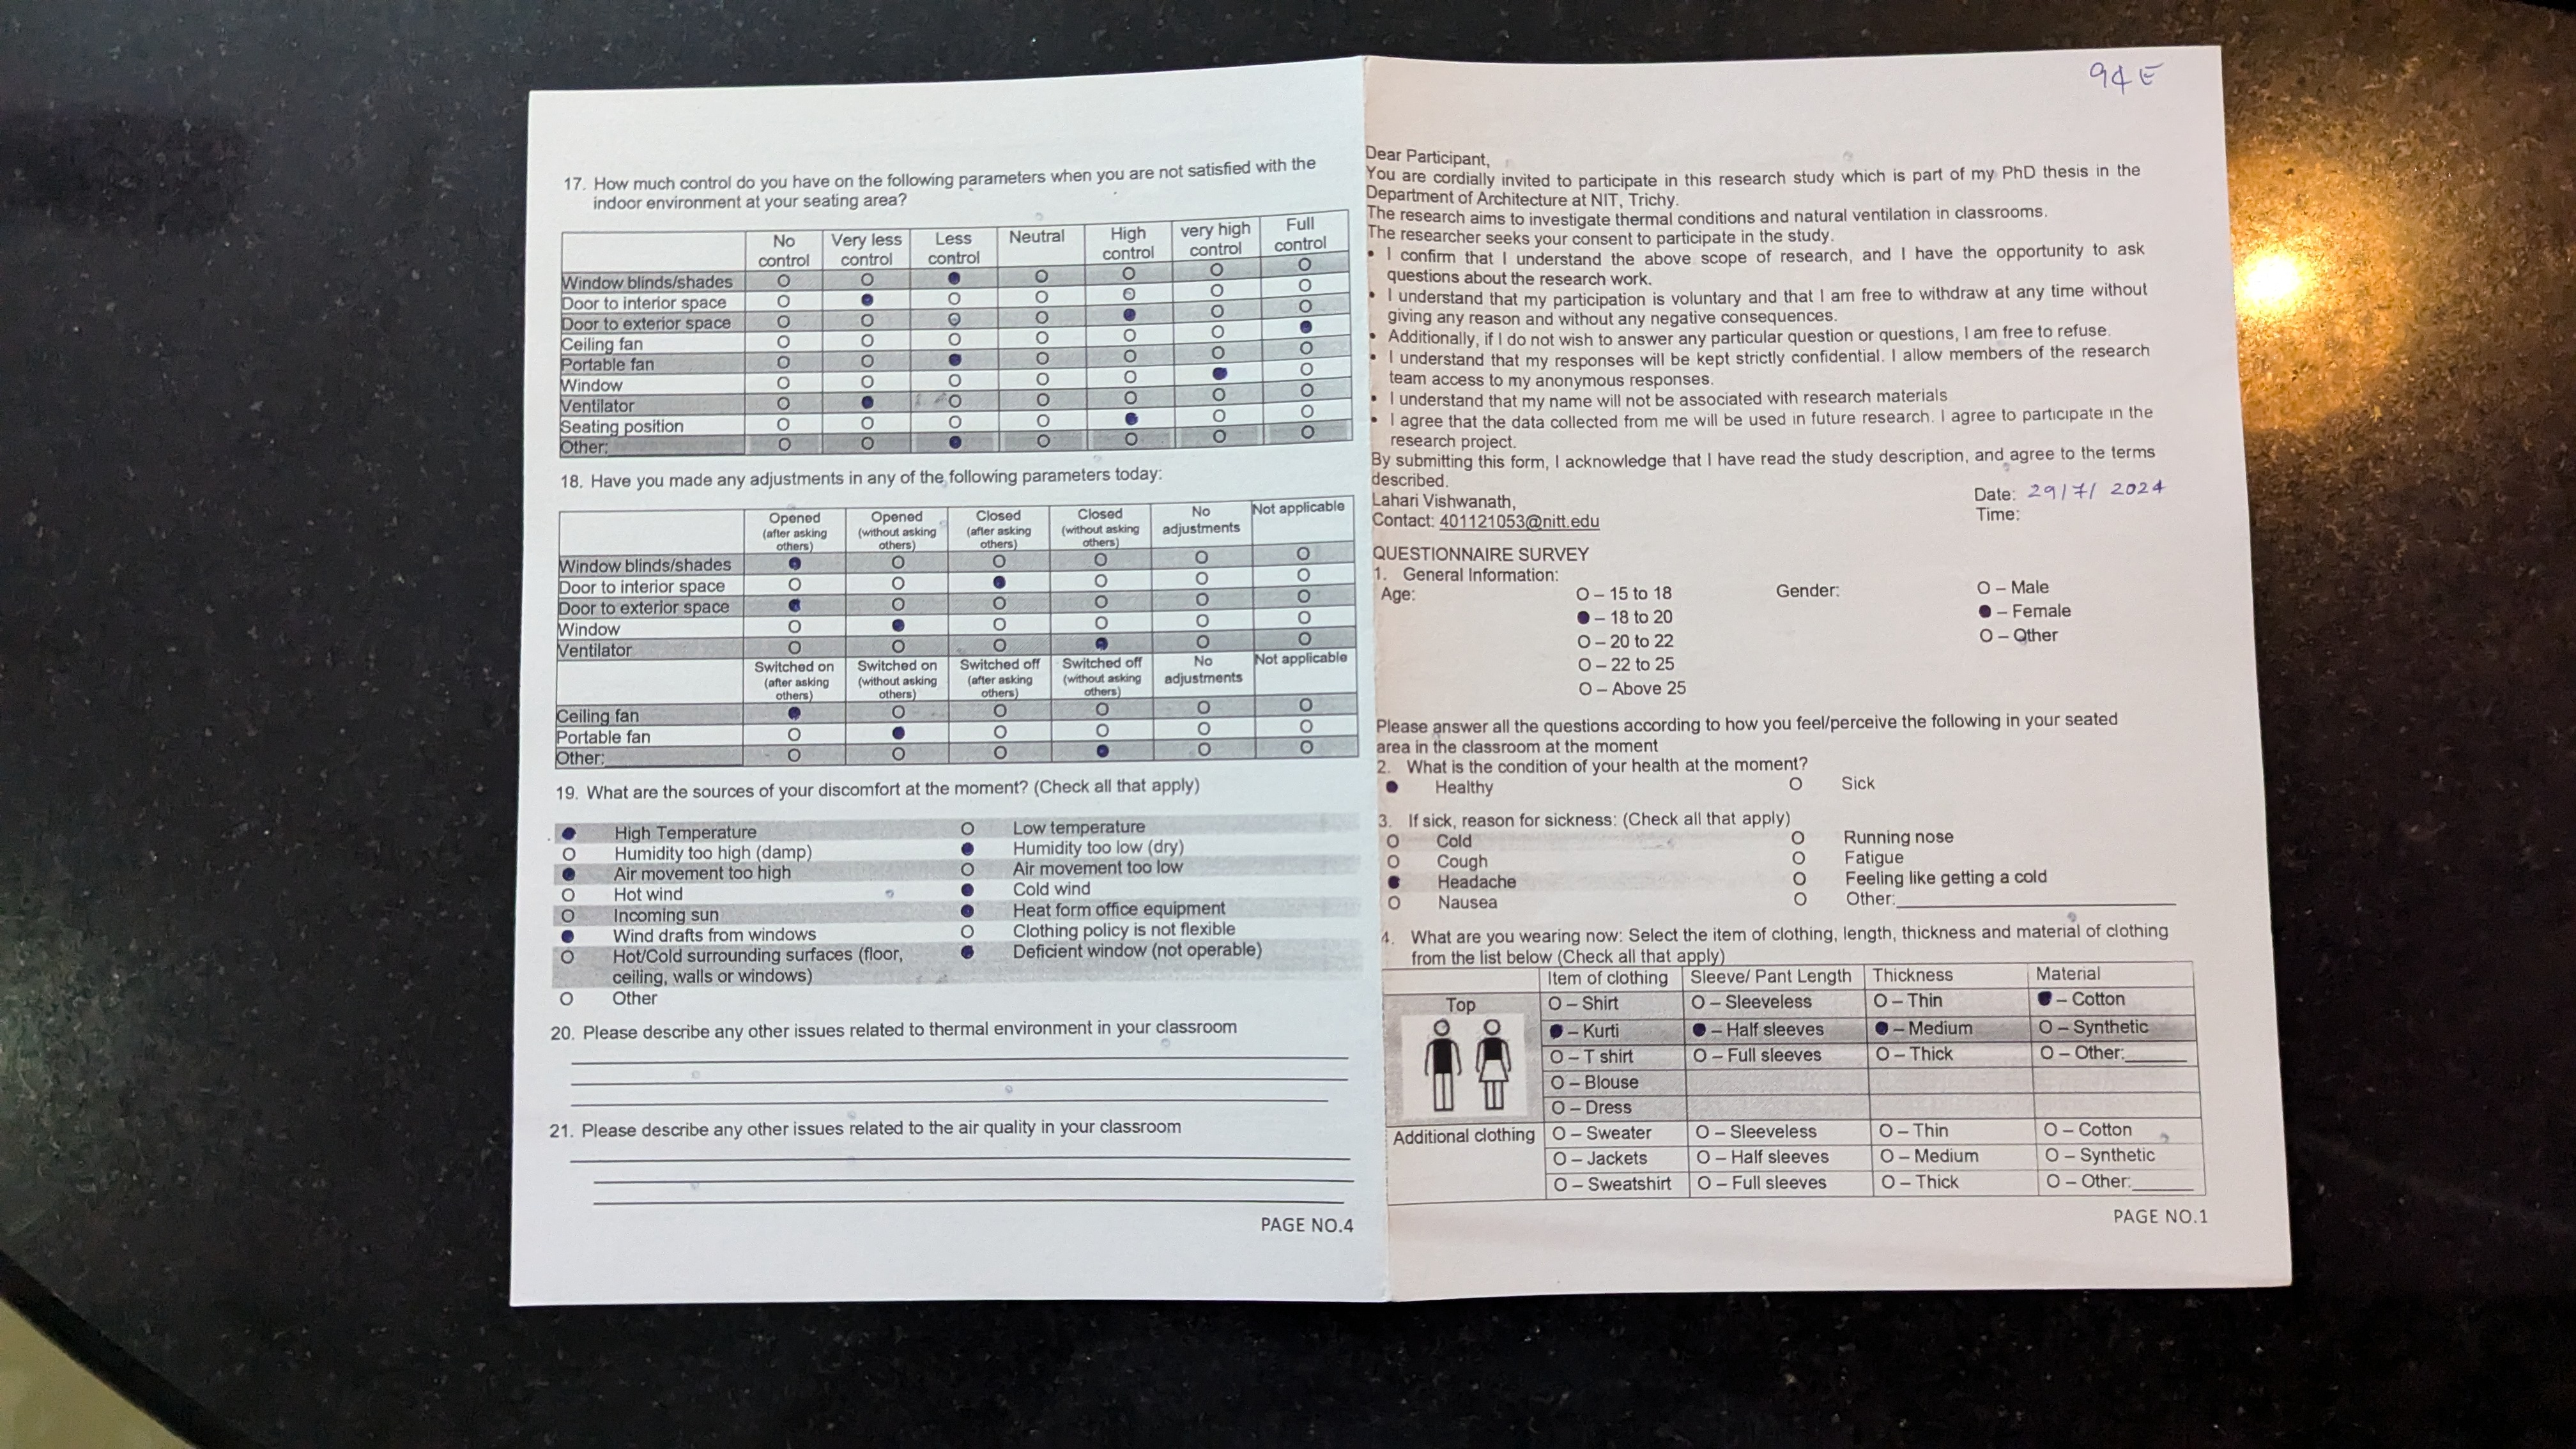 17. How much control do you have on the following parameters when you are not satisfied with the
indoor environment at your seating area?
No control Very less control Less control Neutral High control very high control Full control
Window blinds/shades O O ● O O O O
Door to interior space O ● O O O O O
Door to exterior space O O O O ● O O
Ceiling fan O O O O O O ●
Portable fan O O ● O O O O
Window O O O O O ● O
Ventilator O ● O O O O O
Seating position O O O O ● O O
Other: O O ● O O O O
18. Have you made any adjustments in any of the following parameters today:
Opened (after asking others) Opened (without asking others) Closed (after asking others) Closed (without asking others) No adjustments Not applicable
Window blinds/shades ● O O O O O
Door to interior space O O ● O O O
Door to exterior space ● O O O O O
Window O ● O O O O
Ventilator O O O ● O O
Switched on (after asking others) Switched on (without asking others) Switched off (after asking others) Switched off (without asking others) No adjustments Not applicable
Ceiling fan ● O O O O O
Portable fan O ● O O O O
Other: O O O ● O O
19. What are the sources of your discomfort at the moment? (Check all that apply)
● High Temperature O Low temperature
O Humidity too high (damp) ● Humidity too low (dry)
● Air movement too high O Air movement too low
O Hot wind ● Cold wind
O Incoming sun ● Heat form office equipment
● Wind drafts from windows O Clothing policy is not flexible
O Hot/Cold surrounding surfaces (floor, ● Deficient window (not operable)
ceiling, walls or windows)
O Other
20. Please describe any other issues related to thermal environment in your classroom
21. Please describe any other issues related to the air quality in your classroom
PAGE NO.4
94E
Dear Participant,
You are cordially invited to participate in this research study which is part of my PhD thesis in the
Department of Architecture at NIT, Trichy.
The research aims to investigate thermal conditions and natural ventilation in classrooms.
The researcher seeks your consent to participate in the study.
• I confirm that I understand the above scope of research, and I have the opportunity to ask
questions about the research work.
• I understand that my participation is voluntary and that I am free to withdraw at any time without
giving any reason and without any negative consequences.
• Additionally, if I do not wish to answer any particular question or questions, I am free to refuse.
• I understand that my responses will be kept strictly confidential. I allow members of the research
team access to my anonymous responses.
• I understand that my name will not be associated with research materials
• I agree that the data collected from me will be used in future research. I agree to participate in the
research project.
By submitting this form, I acknowledge that I have read the study description, and agree to the terms
described.
Lahari Vishwanath, Date: 29/7/2024
Contact: 401121053@nitt.edu Time:
QUESTIONNAIRE SURVEY
1. General Information:
Age: O – 15 to 18 Gender: O – Male
● – 18 to 20 ● – Female
O – 20 to 22 O – Other
O – 22 to 25
O – Above 25
Please answer all the questions according to how you feel/perceive the following in your seated
area in the classroom at the moment
2. What is the condition of your health at the moment?
● Healthy O Sick
3. If sick, reason for sickness: (Check all that apply)
O Cold O Running nose
O Cough O Fatigue
● Headache O Feeling like getting a cold
O Nausea O Other:
4. What are you wearing now: Select the item of clothing, length, thickness and material of clothing
from the list below (Check all that apply)
Item of clothing Sleeve/ Pant Length Thickness Material
Top O – Shirt O – Sleeveless O – Thin ● – Cotton
● – Kurti ● – Half sleeves ● – Medium O – Synthetic
O – T shirt O – Full sleeves O – Thick O – Other:
O – Blouse
O – Dress
Additional clothing O – Sweater O – Sleeveless O – Thin O – Cotton
O – Jackets O – Half sleeves O – Medium O – Synthetic
O – Sweatshirt O – Full sleeves O – Thick O – Other:
PAGE NO.1